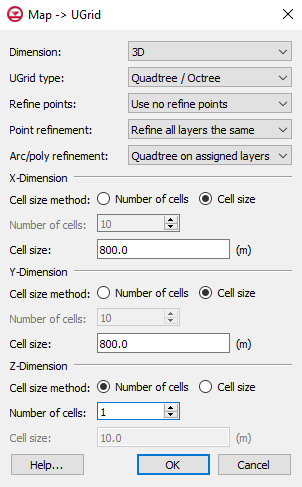 Map -> UGrid
Dimension: 3D
UGrid type: Quadtree / Octree
Refine points: Use no refine points
Point refinement: Refine all layers the same
Arc/poly refinement: Quadtree on assigned layers
X-Dimension
Cell size method: Number of cells Cell size
Number of cells: 10
Cell size: 800.0 (m)
Y-Dimension
Cell size method: Number of cells Cell size
Number of cells: 10
Cell size: 800.0 (m)
Z-Dimension
Cell size method: Number of cells Cell size
Number of cells: 1
Cell size: 10.0 (m)
Help... OK Cancel